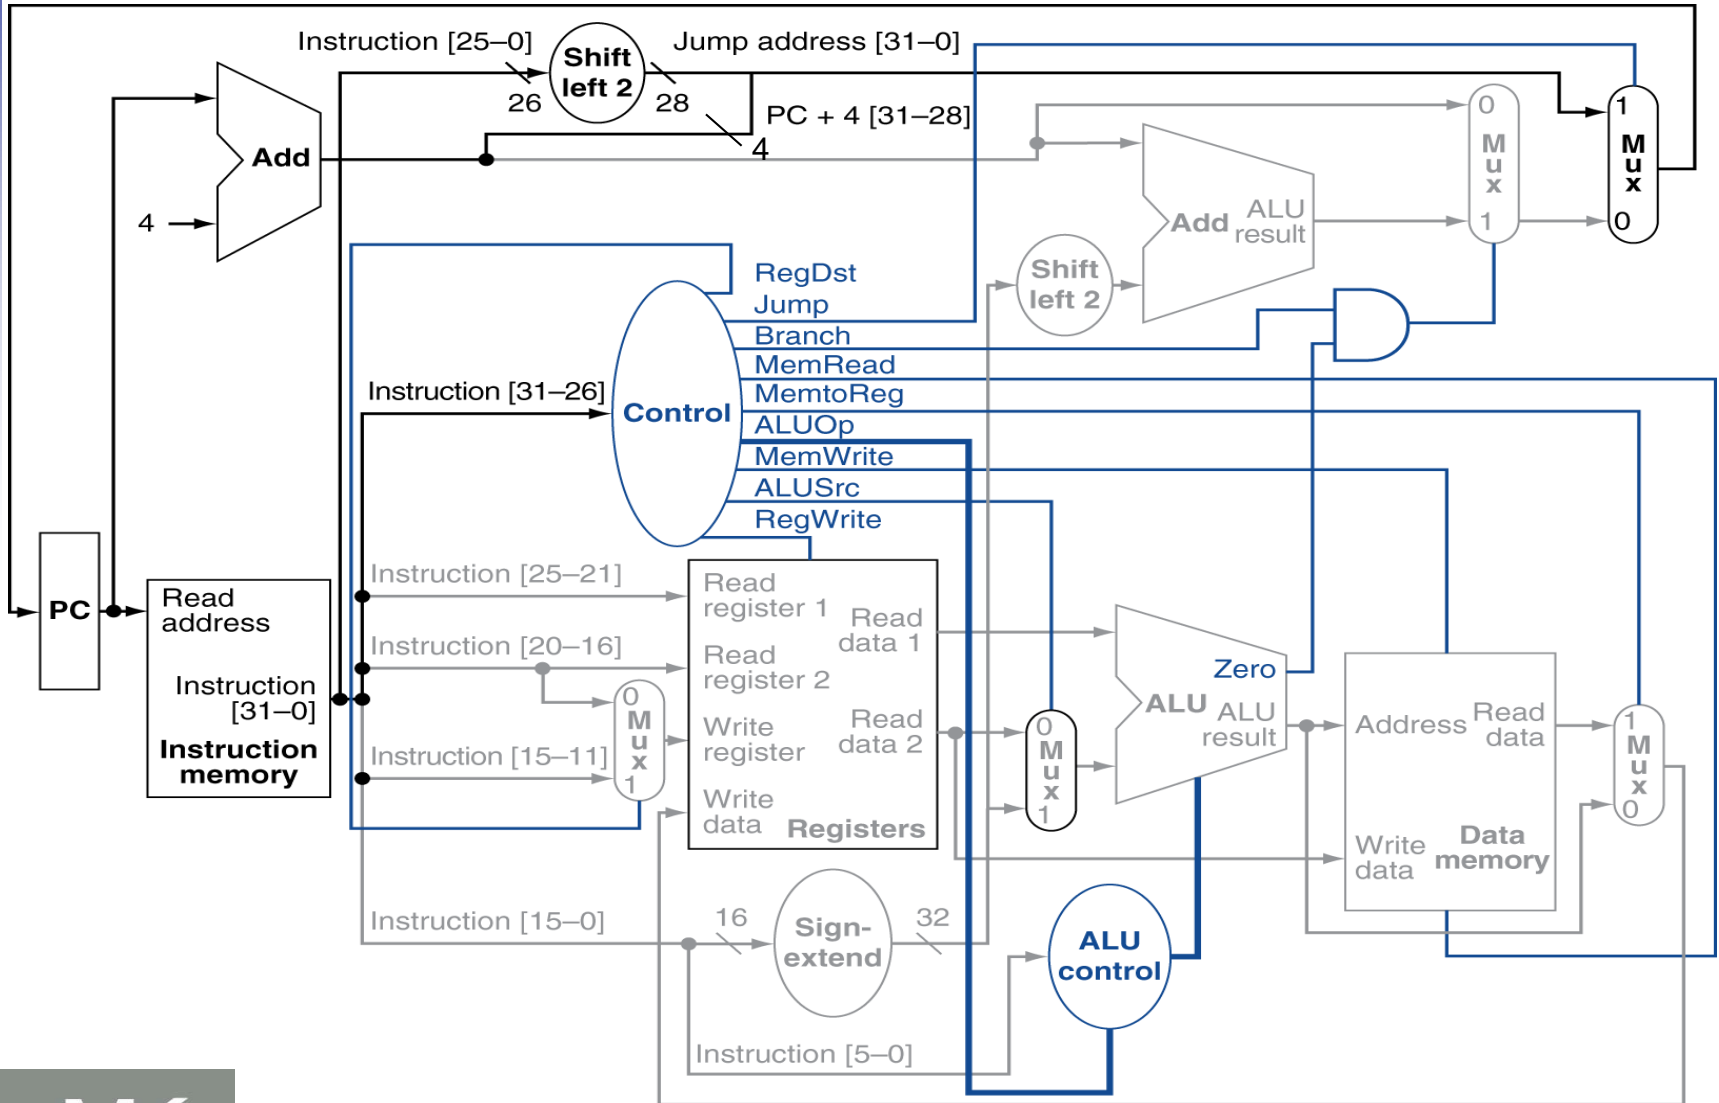 Instruction [25–0]
Shift
left 2
Jump address [31–0]
26
28
PC + 4 [31–28]
4
Add
4
0
M
u
x
1
1
M
u
x
0
Add
ALU
result
Shift
left 2
RegDst
Jump
Branch
MemRead
MemtoReg
ALUOp
MemWrite
ALUSrc
RegWrite
Instruction [31–26]
Control
PC
Read
address
Instruction
[31–0]
Instruction
memory
Instruction [25–21]
Instruction [20–16]
Instruction [15–11]
0
M
u
x
1
Read
register 1
Read
register 2
Write
register
Write
data
Read
data 1
Read
data 2
Registers
0
M
u
x
1
Zero
ALU
ALU
result
Address
Read
data
Write
data
Data
memory
1
M
u
x
0
Instruction [15–0]
16
Sign-
extend
32
ALU
control
Instruction [5–0]